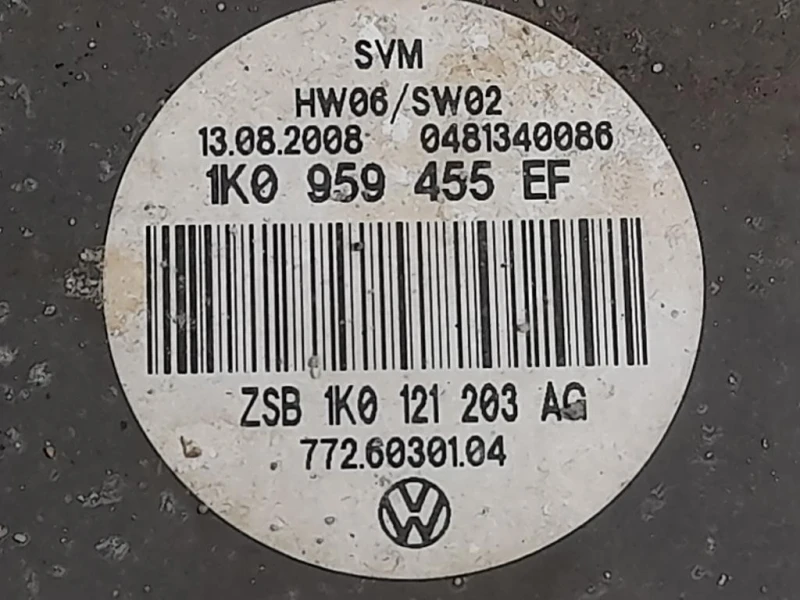 SVM
HW06/SW02
13.08.2008 0481340086
1K0 959 455 EF
ZSB 1K0 121 203 AG
772.60301.04
VW